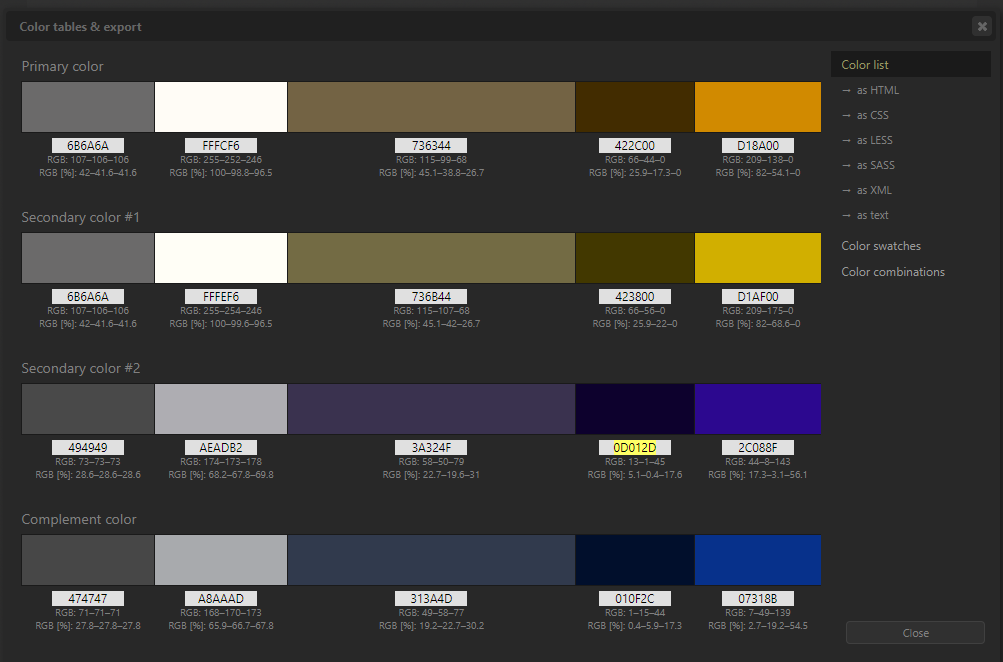 Color tables & export
Primary color
6B6A6A FFFCF6 736344 422C00 D18A00
RGB: 107–106–106 RGB: 255–252–246 RGB: 115–99–68 RGB: 66–44–0 RGB: 209–138–0
RGB [%]: 42–41.6–41.6 RGB [%]: 100–98.8–96.5 RGB [%]: 45.1–38.8–26.7 RGB [%]: 25.9–17.3–0 RGB [%]: 82–54.1–0
Secondary color #1
6B6A6A FFFEF6 736B44 423800 D1AF00
RGB: 107–106–106 RGB: 255–254–246 RGB: 115–107–68 RGB: 66–56–0 RGB: 209–175–0
RGB [%]: 42–41.6–41.6 RGB [%]: 100–99.6–96.5 RGB [%]: 45.1–42–26.7 RGB [%]: 25.9–22–0 RGB [%]: 82–68.6–0
Secondary color #2
494949 AEADB2 3A324F 0D012D 2C088F
RGB: 73–73–73 RGB: 174–173–178 RGB: 58–50–79 RGB: 13–1–45 RGB: 44–8–143
RGB [%]: 28.6–28.6–28.6 RGB [%]: 68.2–67.8–69.8 RGB [%]: 22.7–19.6–31 RGB [%]: 5.1–0.4–17.6 RGB [%]: 17.3–3.1–56.1
Complement color
474747 A8AAAD 313A4D 010F2C 07318B
RGB: 71–71–71 RGB: 168–170–173 RGB: 49–58–77 RGB: 1–15–44 RGB: 7–49–139
RGB [%]: 27.8–27.8–27.8 RGB [%]: 65.9–66.7–67.8 RGB [%]: 19.2–22.7–30.2 RGB [%]: 0.4–5.9–17.3 RGB [%]: 2.7–19.2–54.5
Color list
→ as HTML
→ as CSS
→ as LESS
→ as SASS
→ as XML
→ as text
Color swatches
Color combinations
Close